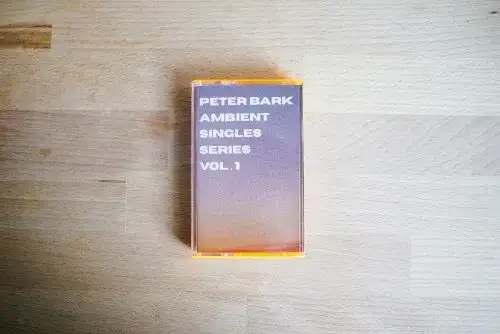 PETER BARK
AMBIENT
SINGLES
SERIES
VOL. 1